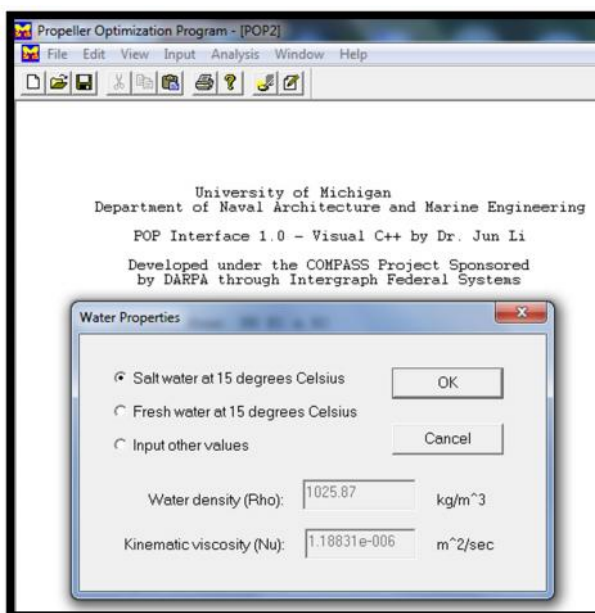 Propeller Optimization Program - [POP2]
File Edit View Input Analysis Window Help
University of Michigan
Department of Naval Architecture and Marine Engineering
POP Interface 1.0 - Visual C++ by Dr. Jun Li
Developed under the COMPASS Project Sponsored
by DARPA through Intergraph Federal Systems
Water Properties
Salt water at 15 degrees Celsius
OK
Fresh water at 15 degrees Celsius
Input other values
Cancel
Water density (Rho): 1025.87 kg/m^3
Kinematic viscosity (Nu): 1.18831e-006 m^2/sec